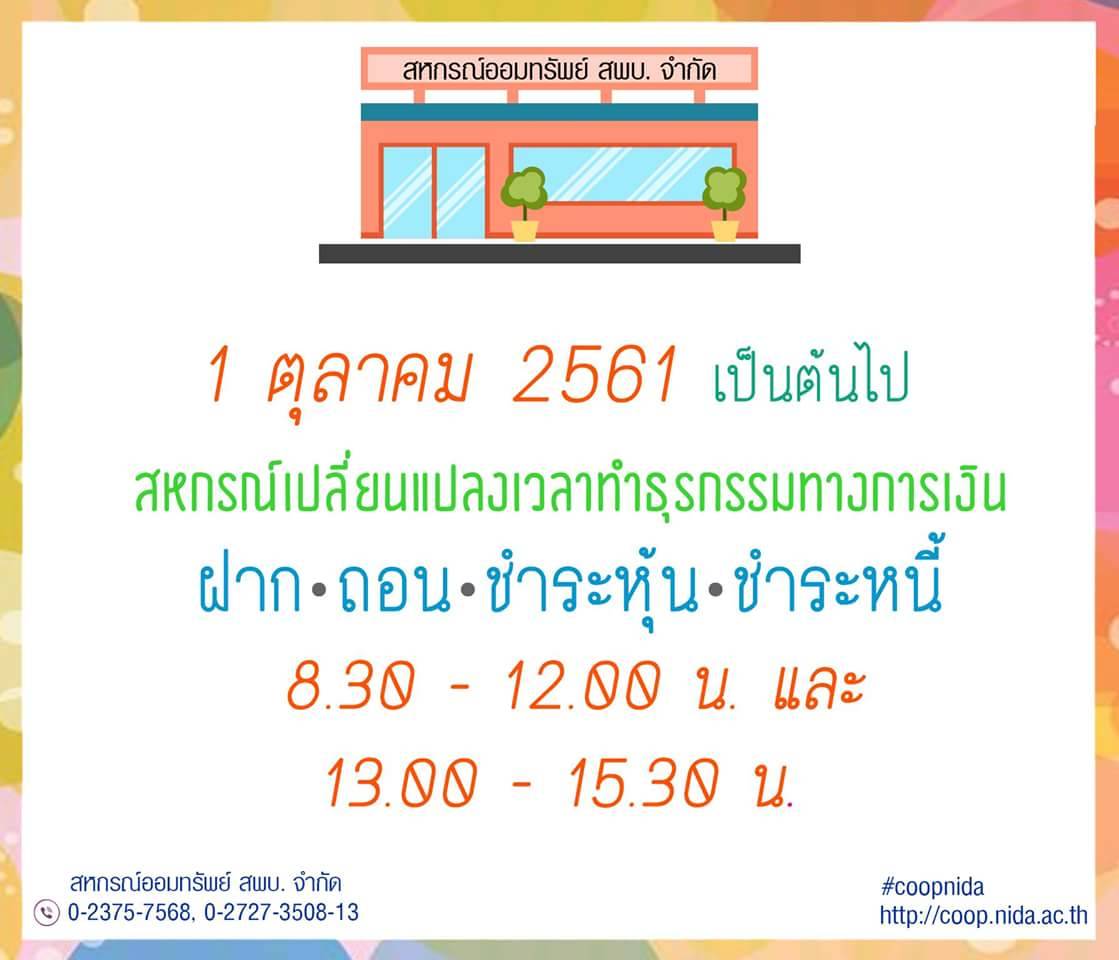 สหกรณ์ออมทรัพย์ สพบ. จำกัด
1 ตุลาคม 2561 เป็นต้นไป
สหกรณ์เปลี่ยนแปลงเวลาทำธุรกรรมทางการเงิน
ฝาก•ถอน•ชำระหุ้น•ชำระหนี้
8.30 - 12.00 น. และ
13.00 - 15.30 น.
สหกรณ์ออมทรัพย์ สพบ. จำกัด
0-2375-7568, 0-2727-3508-13
#coopnida
http://coop.nida.ac.th